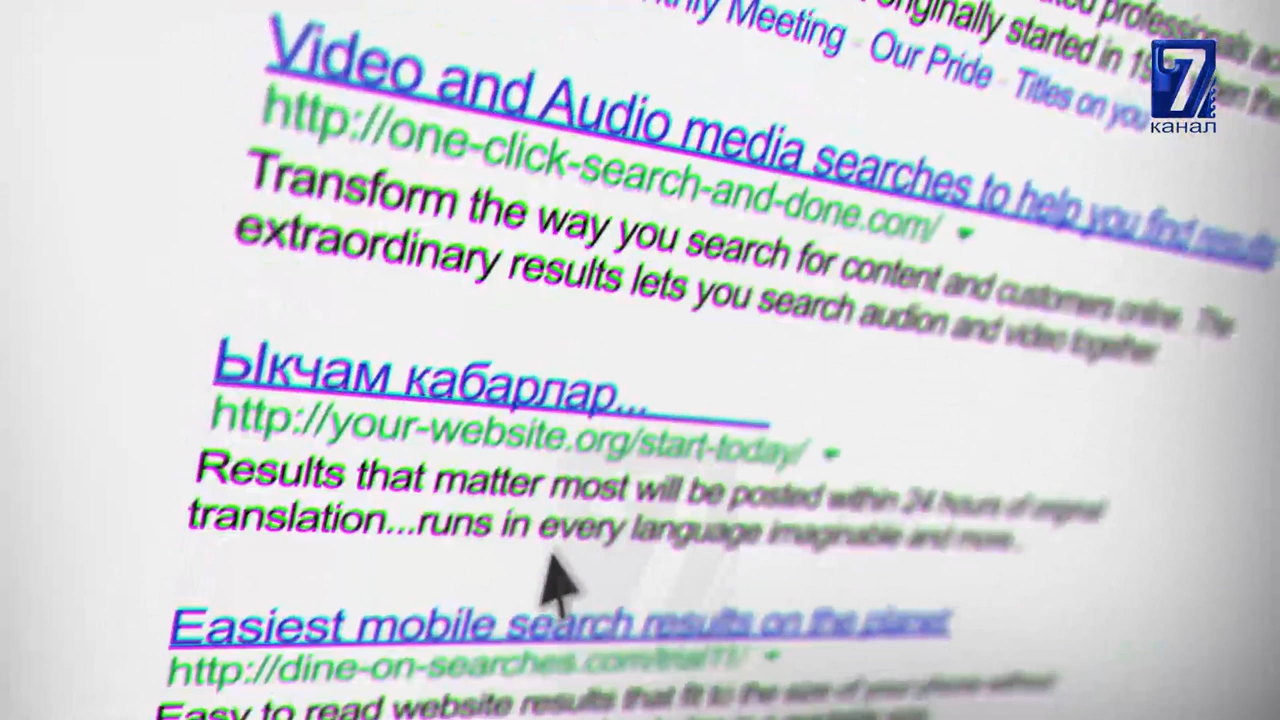 Monthly Meeting - Our Pride - Titles on you
originally started in
professionals
7
канал
Video and Audio media searches to help you find results
http://one-click-search-and-done.com/
Transform the way you search for content and customers online. The
extraordinary results lets you search audion and video together
Ыкчам кабарлар...
http://your-website.org/start-today/
Results that matter most will be posted within 24 hours of original
translation...runs in every language imaginable and more...
Easiest mobile search results on the planet
http://dine-on-searches.com/
Easy to read website results that fit to the size of your phone without